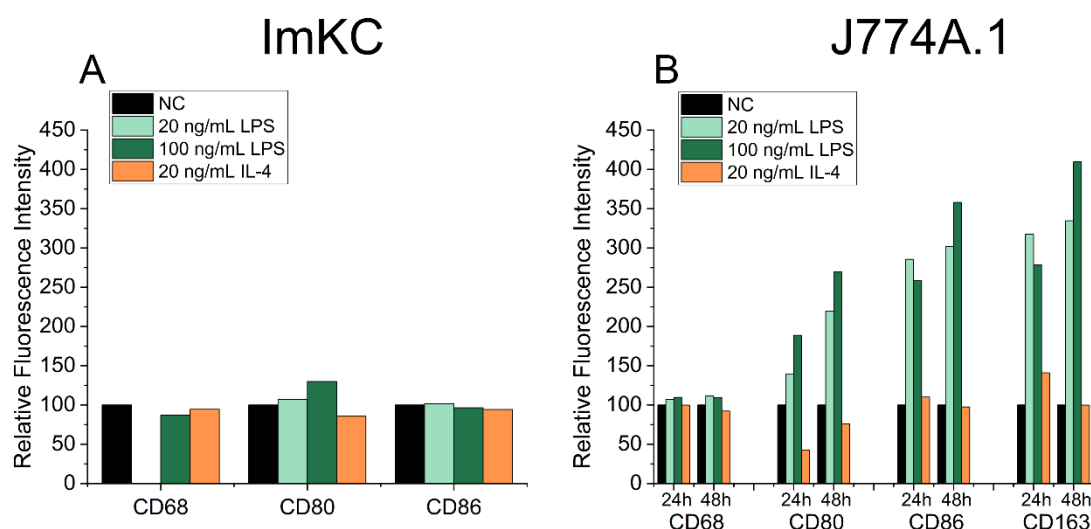 ImKC
A
NC
20 ng/mL LPS
100 ng/mL LPS
20 ng/mL IL-4
Relative Fluorescence Intensity
450
400
350
300
250
200
150
100
50
0
CD68 CD80 CD86
J774A.1
B
NC
20 ng/mL LPS
100 ng/mL LPS
20 ng/mL IL-4
Relative Fluorescence Intensity
450
400
350
300
250
200
150
100
50
0
24h 48h 24h 48h 24h 48h 24h 48h
CD68 CD80 CD86 CD163